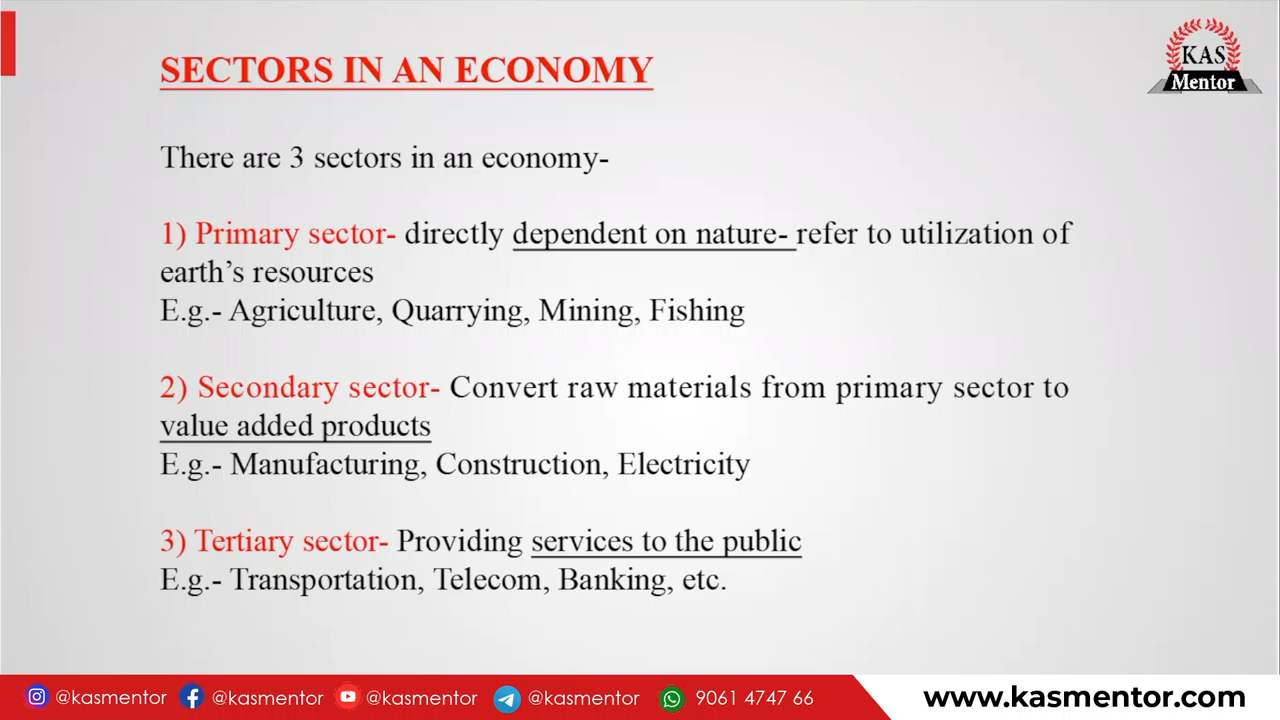 SECTORS IN AN ECONOMY
KAS
Mentor
There are 3 sectors in an economy-
1) Primary sector- directly dependent on nature- refer to utilization of
earth’s resources
E.g.- Agriculture, Quarrying, Mining, Fishing
2) Secondary sector- Convert raw materials from primary sector to
value added products
E.g.- Manufacturing, Construction, Electricity
3) Tertiary sector- Providing services to the public
E.g.- Transportation, Telecom, Banking, etc.
@kasmentor @kasmentor @kasmentor @kasmentor 9061 4747 66 www.kasmentor.com